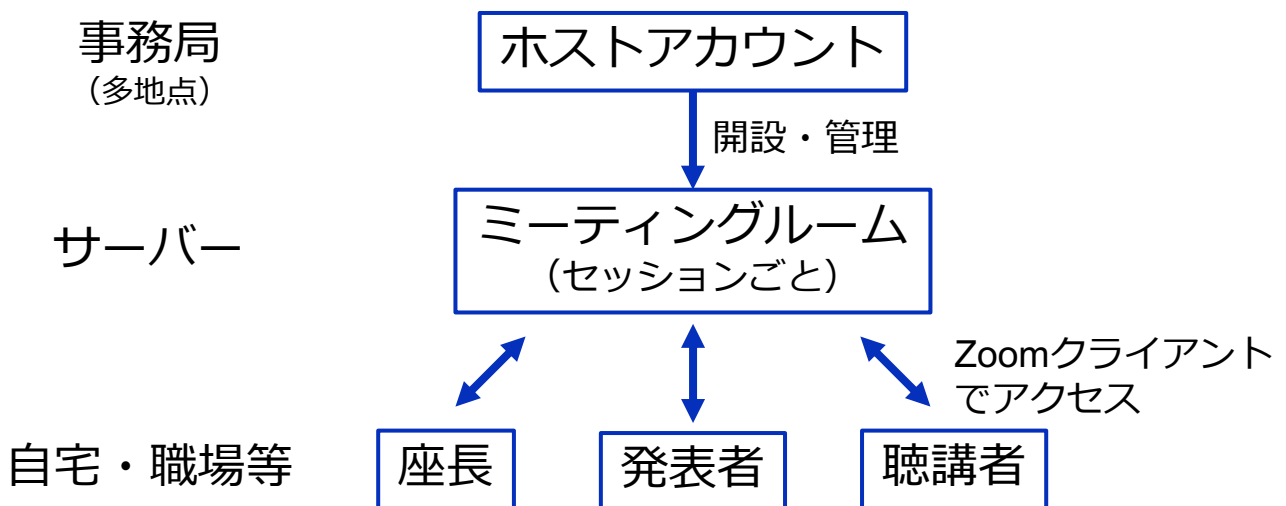 事務局
（多地点）
ホストアカウント
開設・管理
サーバー
ミーティングルーム
（セッションごと）
Zoomクライアント
でアクセス
自宅・職場等
座長
発表者
聴講者